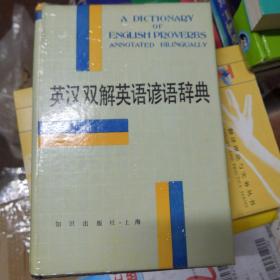 A DICTIONARY
OF
ENGLISH PROVERBS
ANNOTATED BILINGUALLY
英汉双解英语谚语辞典
知识出版社·上海